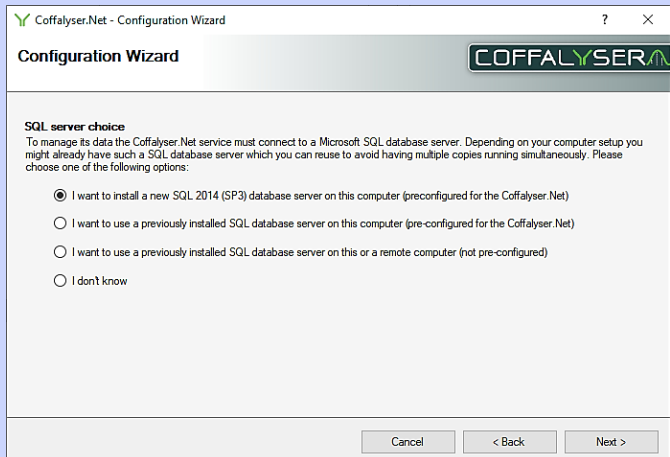 Coffalyser.Net - Configuration Wizard
Configuration Wizard
COFFALYSER
SQL server choice
To manage its data the Coffalyser.Net service must connect to a Microsoft SQL database server. Depending on your computer setup you
might already have such a SQL database server which you can reuse to avoid having multiple copies running simultaneously. Please
choose one of the following options:
I want to install a new SQL 2014 (SP3) database server on this computer (preconfigured for the Coffalyser.Net)
I want to use a previously installed SQL database server on this computer (pre-configured for the Coffalyser.Net)
I want to use a previously installed SQL database server on this or a remote computer (not pre-configured)
I don't know
Cancel
< Back
Next >